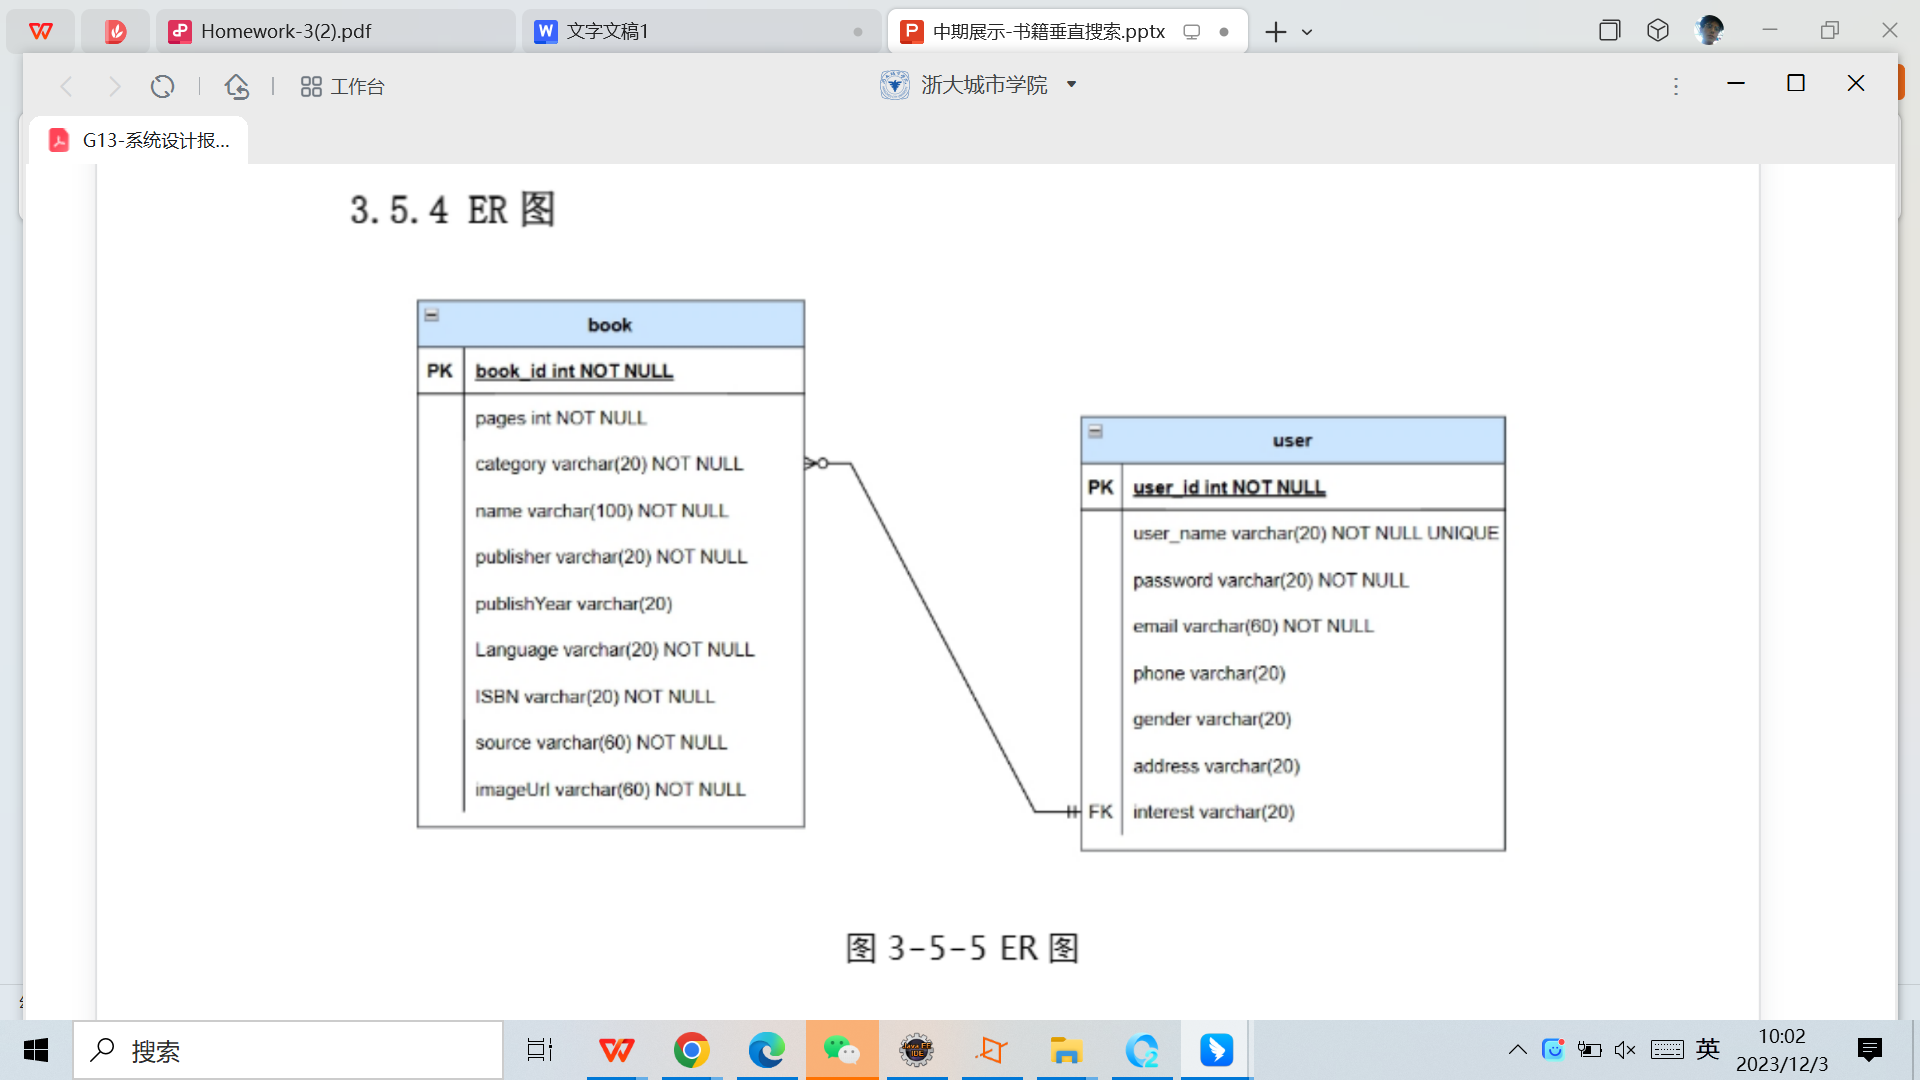 Homework-3(2).pdf
文字文稿1
中期展示-书籍垂直搜索.pptx
工作台
浙大城市学院
G13-系统设计报...
3.5.4 ER 图
book
PK book_id int NOT NULL
pages int NOT NULL
category varchar(20) NOT NULL
name varchar(100) NOT NULL
publisher varchar(20) NOT NULL
publishYear varchar(20)
Language varchar(20) NOT NULL
ISBN varchar(20) NOT NULL
source varchar(60) NOT NULL
imageUrl varchar(60) NOT NULL
user
PK user_id int NOT NULL
user_name varchar(20) NOT NULL UNIQUE
password varchar(20) NOT NULL
email varchar(60) NOT NULL
phone varchar(20)
gender varchar(20)
address varchar(20)
FK interest varchar(20)
图 3-5-5 ER 图
搜索
英
10:02
2023/12/3